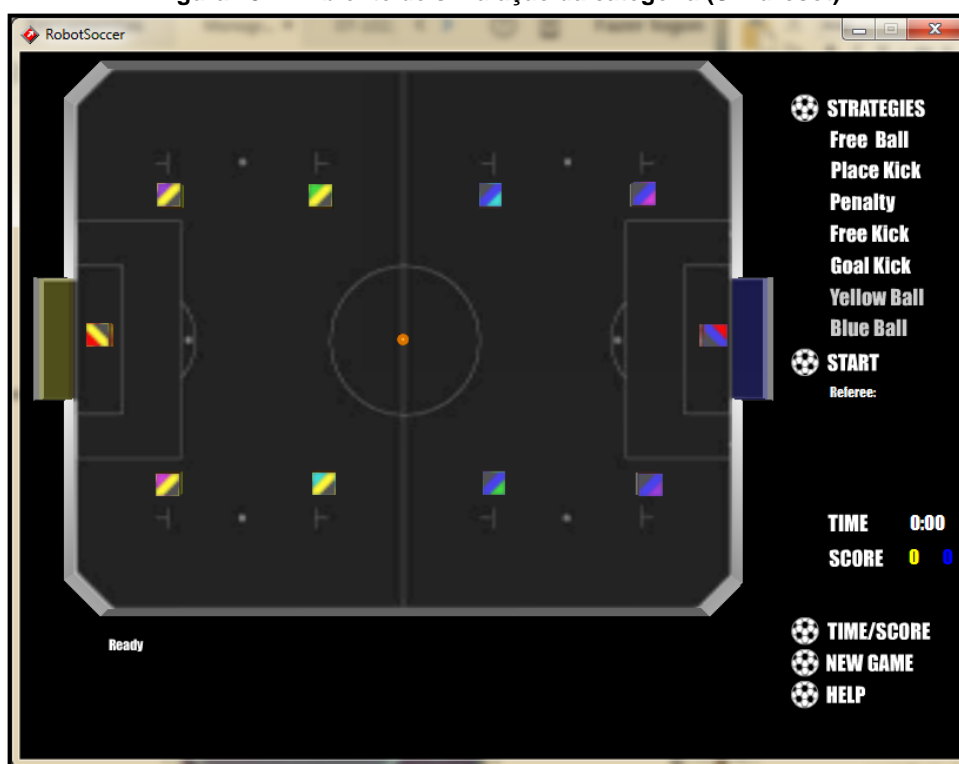 RobotSoccer
STRATEGIES
Free Ball
Place Kick
Penalty
Free Kick
Goal Kick
Yellow Ball
Blue Ball
START
Referee:
TIME 0:00
SCORE 0 0
Ready
TIME/SCORE
NEW GAME
HELP